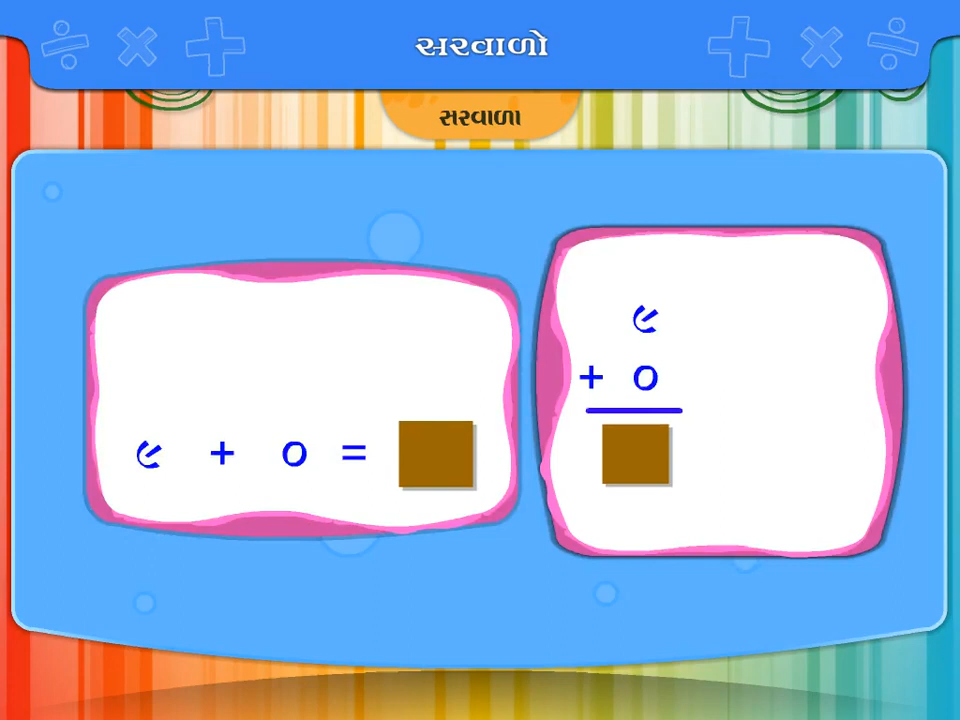 સરવાળો
સરવાળા
૯ + ૦ =
૯
+ ૦